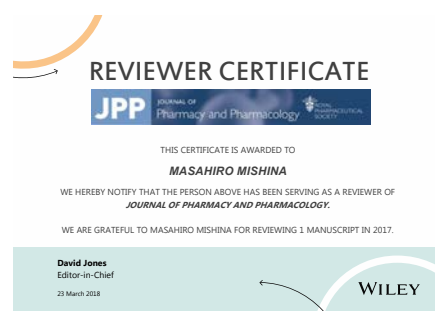 REVIEWER CERTIFICATE
JPP JOURNAL OF Pharmacy and Pharmacology ROYAL PHARMACEUTICAL SOCIETY
THIS CERTIFICATE IS AWARDED TO
MASAHIRO MISHINA
WE HEREBY NOTIFY THAT THE PERSON ABOVE HAS BEEN SERVING AS A REVIEWER OF
JOURNAL OF PHARMACY AND PHARMACOLOGY.
WE ARE GRATEFUL TO MASAHIRO MISHINA FOR REVIEWING 1 MANUSCRIPT IN 2017.
David Jones
Editor-in-Chief
23 March 2018
WILEY